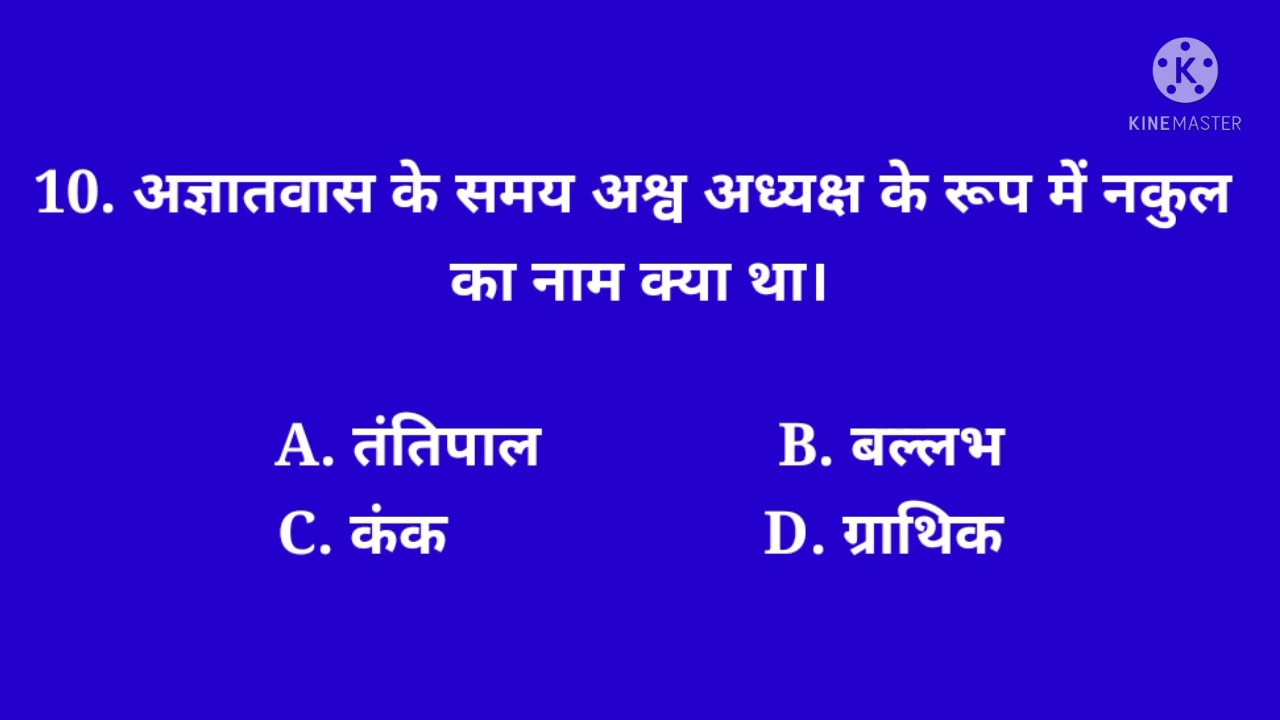 KINEMASTER
10. अज्ञातवास के समय अश्व अध्यक्ष के रूप में नकुल
का नाम क्या था।
A. तंतिपाल B. बल्लभ
C. कंक D. ग्राथिक